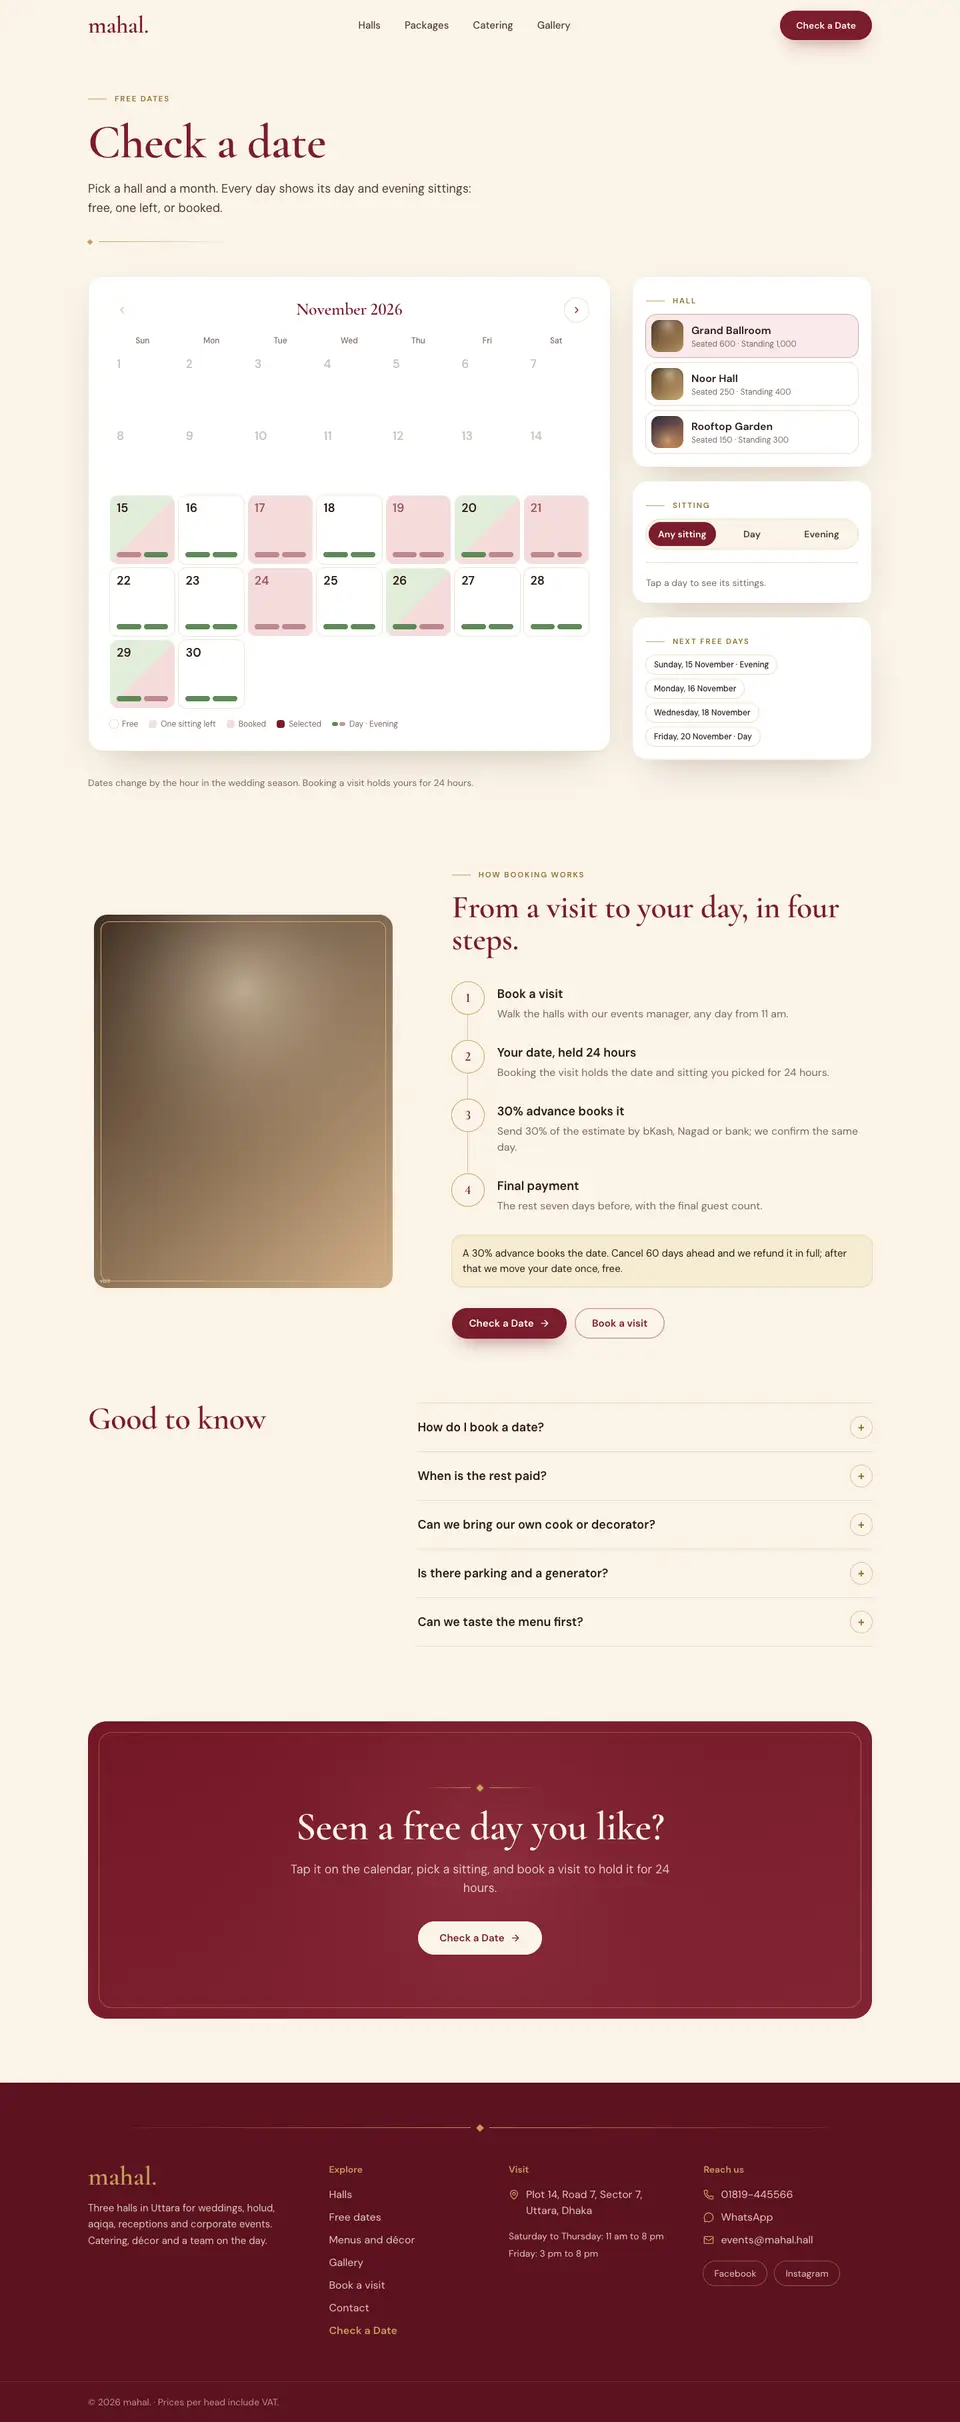 mahal.
Halls
Packages
Catering
Gallery
Check a Date
FREE DATES
Check a date
Pick a hall and a month. Every day shows its day and evening sittings:
free, one left, or booked.
November 2026
Sun Mon Tue Wed Thu Fri Sat
1 2 3 4 5 6 7
8 9 10 11 12 13 14
15 16 17 18 19 20 21
22 23 24 25 26 27 28
29 30
Free
One sitting left
Booked
Selected
Day · Evening
HALL
Grand Ballroom
Seated 600 · Standing 1,000
Noor Hall
Seated 250 · Standing 400
Rooftop Garden
Seated 150 · Standing 300
SITTING
Any sitting
Day
Evening
Tap a day to see its sittings.
NEXT FREE DAYS
Sunday, 15 November · Evening
Monday, 16 November
Wednesday, 18 November
Friday, 20 November · Day
Dates change by the hour in the wedding season. Booking a visit holds yours for 24 hours.
HOW BOOKING WORKS
From a visit to your day, in four
steps.
1
Book a visit
Walk the halls with our events manager, any day from 11 am.
2
Your date, held 24 hours
Booking the visit holds the date and sitting you picked for 24 hours.
3
30% advance books it
Send 30% of the estimate by bKash, Nagad or bank; we confirm the same
day.
4
Final payment
The rest seven days before, with the final guest count.
A 30% advance books the date. Cancel 60 days ahead and we refund it in full; after
that we move your date once, free.
Check a Date →
Book a visit
Good to know
How do I book a date?
When is the rest paid?
Can we bring our own cook or decorator?
Is there parking and a generator?
Can we taste the menu first?
Seen a free day you like?
Tap it on the calendar, pick a sitting, and book a visit to hold it for 24
hours.
Check a Date →
mahal.
Three halls in Uttara for weddings, holud,
aqiqa, receptions and corporate events.
Catering, décor and a team on the day.
Explore
Halls
Free dates
Menus and décor
Gallery
Book a visit
Contact
Check a Date
Visit
Plot 14, Road 7, Sector 7,
Uttara, Dhaka
Saturday to Thursday: 11 am to 8 pm
Friday: 3 pm to 8 pm
Reach us
01819-445566
WhatsApp
events@mahal.hall
Facebook
Instagram
© 2026 mahal. · Prices per head include VAT.